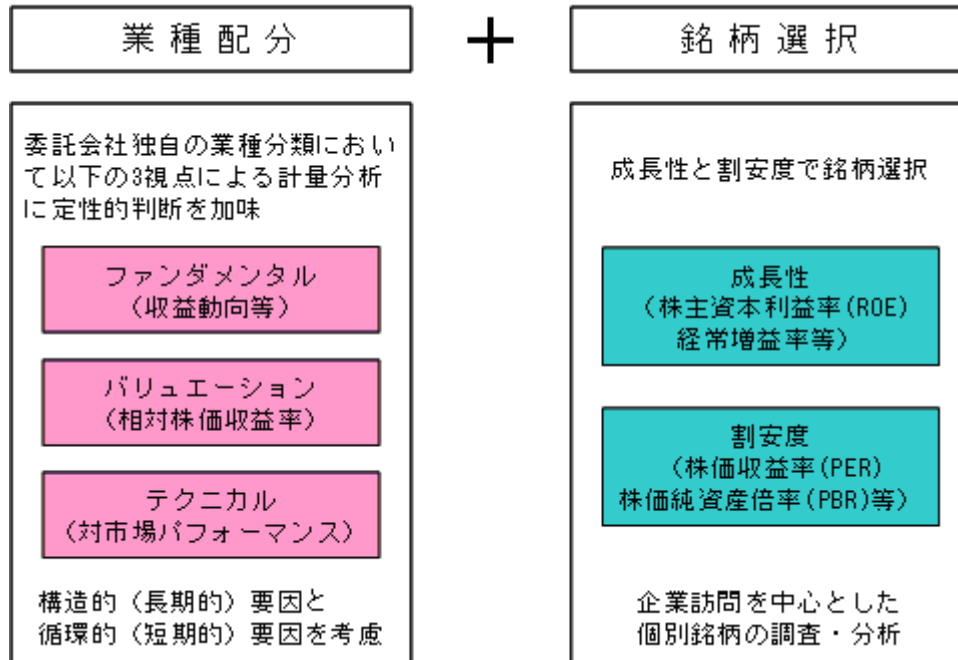 業種配分
+
銘柄選択
委託会社独自の業種分類におい
て以下の3視点による計量分析
に定性的判断を加味
ファンダメンタル
（収益動向等）
バリュエーション
（相対株価収益率）
テクニカル
（対市場パフォーマンス）
構造的（長期的）要因と
循環的（短期的）要因を考慮
成長性と割安度で銘柄選択
成長性
（株主資本利益率(ROE)
経常増益率等）
割安度
（株価収益率(PER)
株価純資産倍率(PBR)等）
企業訪問を中心とした
個別銘柄の調査・分析